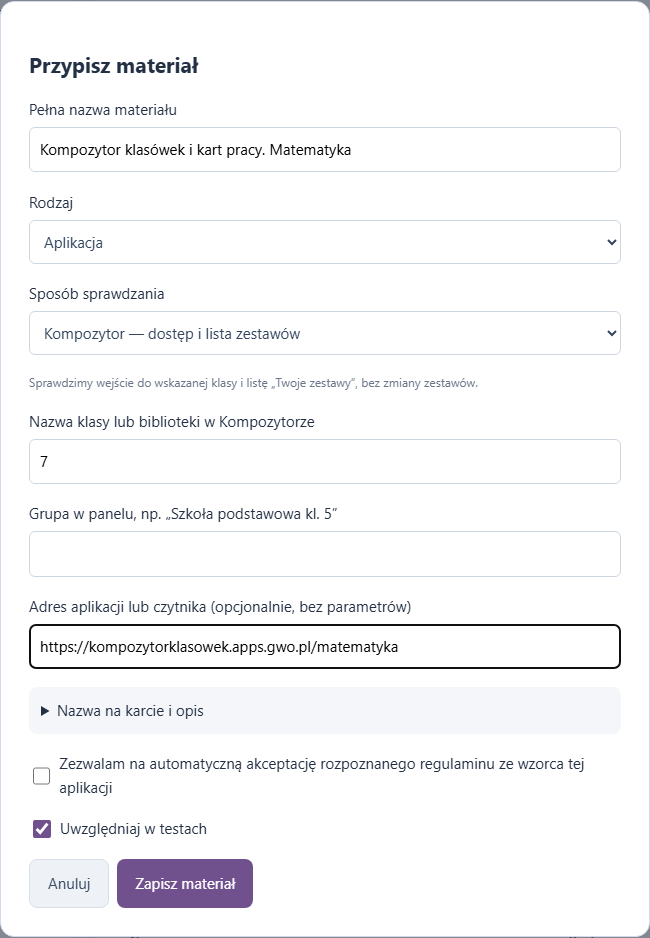 Przypisz materiał
Pełna nazwa materiału
Kompozytor klasówek i kart pracy. Matematyka
Rodzaj
Aplikacja
Sposób sprawdzania
Kompozytor — dostęp i lista zestawów
Sprawdzimy wejście do wskazanej klasy i listę „Twoje zestawy”, bez zmiany zestawów.
Nazwa klasy lub biblioteki w Kompozytorze
7
Grupa w panelu, np. „Szkoła podstawowa kl. 5”
Adres aplikacji lub czytnika (opcjonalnie, bez parametrów)
https://kompozytorklasowek.apps.gwo.pl/matematyka
Nazwa na karcie i opis
Zezwalam na automatyczną akceptację rozpoznanego regulaminu ze wzorca tej
aplikacji
Uwzględniaj w testach
Anuluj
Zapisz materiał